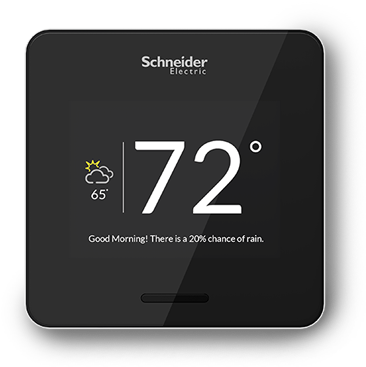 Schneider
Electric
72°
65°
Good Morning! There is a 20% chance of rain.